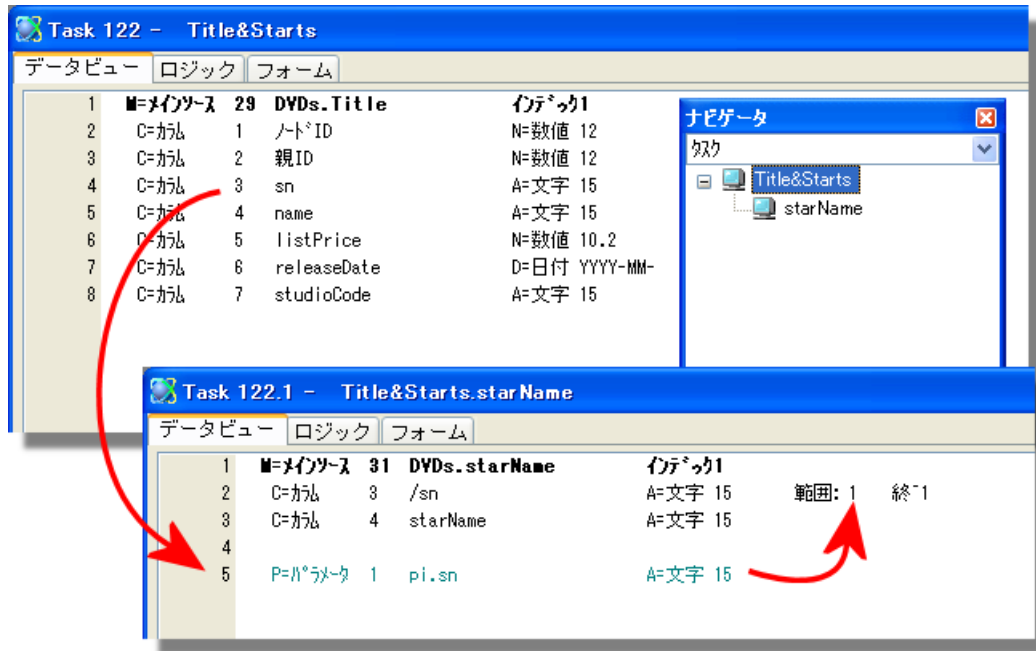 Task 122 - Title&Starts
データビュー ロジック フォーム
1 M=メインソース 29 DVDs.Title インデックス1
2 C=カラム 1 ノードID N=数値 12
3 C=カラム 2 親ID N=数値 12
4 C=カラム 3 sn A=文字 15
5 C=カラム 4 name A=文字 15
6 C=カラム 5 listPrice N=数値 10.2
7 C=カラム 6 releaseDate D=日付 YYYY-MM-
8 C=カラム 7 studioCode A=文字 15
ナビゲータ
タスク
Title&Starts
starName
Task 122.1 - Title&Starts.starName
データビュー ロジック フォーム
1 M=メインソース 31 DVDs.starName インデックス1
2 C=カラム 3 /sn A=文字 15 範囲: 1 終 1
3 C=カラム 4 starName A=文字 15
4
5 P=パラメータ 1 pi.sn A=文字 15